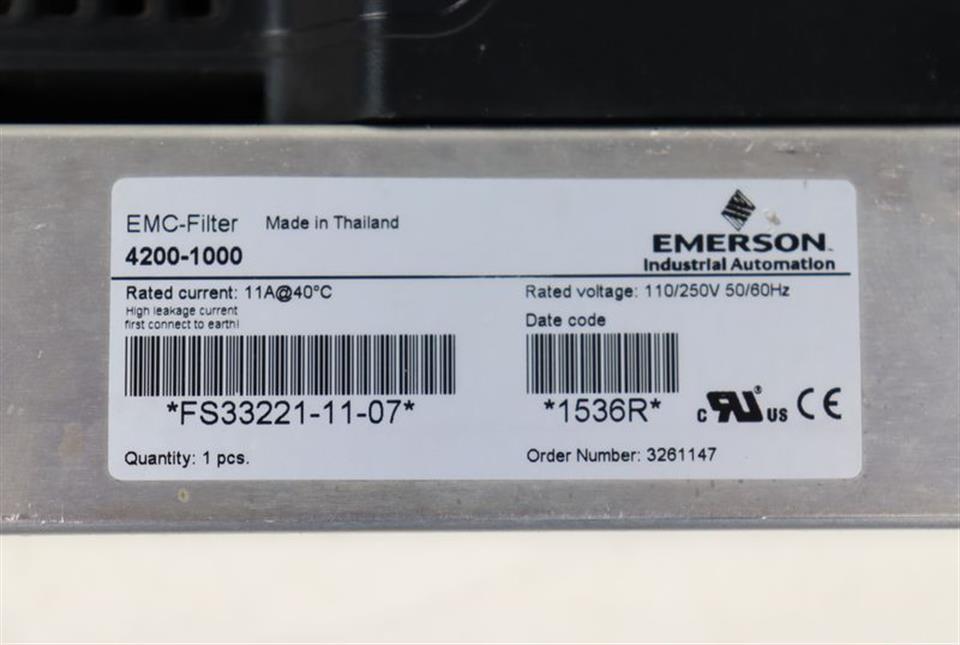 EMC-Filter Made in Thailand
4200-1000
EMERSON™
Industrial Automation
Rated current: 11A@40°C
High leakage current
first connect to earth!
*FS33221-11-07*
Rated voltage: 110/250V 50/60Hz
Date code
*1536R*
c RU ® US CE
Quantity: 1 pcs.
Order Number: 3261147